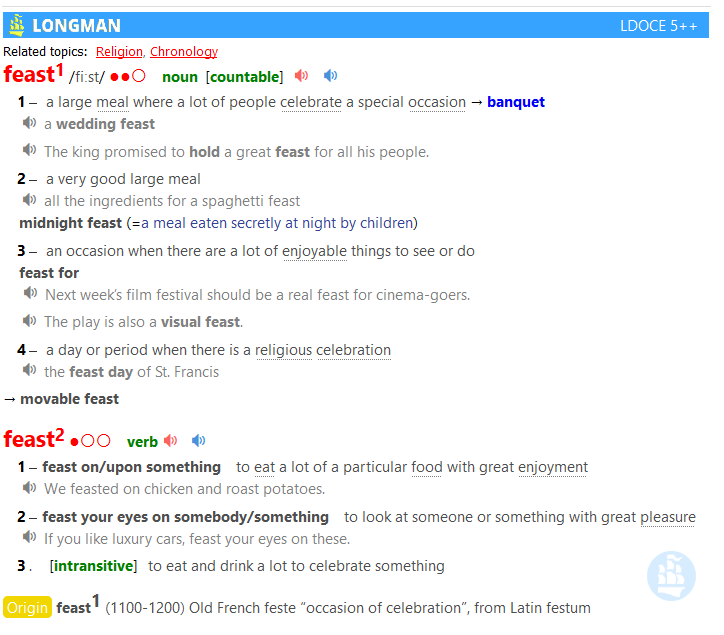 LONGMAN LDOCE 5++
Related topics: Religion, Chronology
feast1 /fiːst/ ●●○ noun [countable]
1 – a large meal where a lot of people celebrate a special occasion → banquet
a wedding feast
The king promised to hold a great feast for all his people.
2 – a very good large meal
all the ingredients for a spaghetti feast
midnight feast (=a meal eaten secretly at night by children)
3 – an occasion when there are a lot of enjoyable things to see or do
feast for
Next week's film festival should be a real feast for cinema-goers.
The play is also a visual feast.
4 – a day or period when there is a religious celebration
the feast day of St. Francis
→ movable feast
feast2 ●○○ verb
1 – feast on/upon something to eat a lot of a particular food with great enjoyment
We feasted on chicken and roast potatoes.
2 – feast your eyes on somebody/something to look at someone or something with great pleasure
If you like luxury cars, feast your eyes on these.
3 . [intransitive] to eat and drink a lot to celebrate something
Origin feast1 (1100-1200) Old French feste “occasion of celebration”, from Latin festum